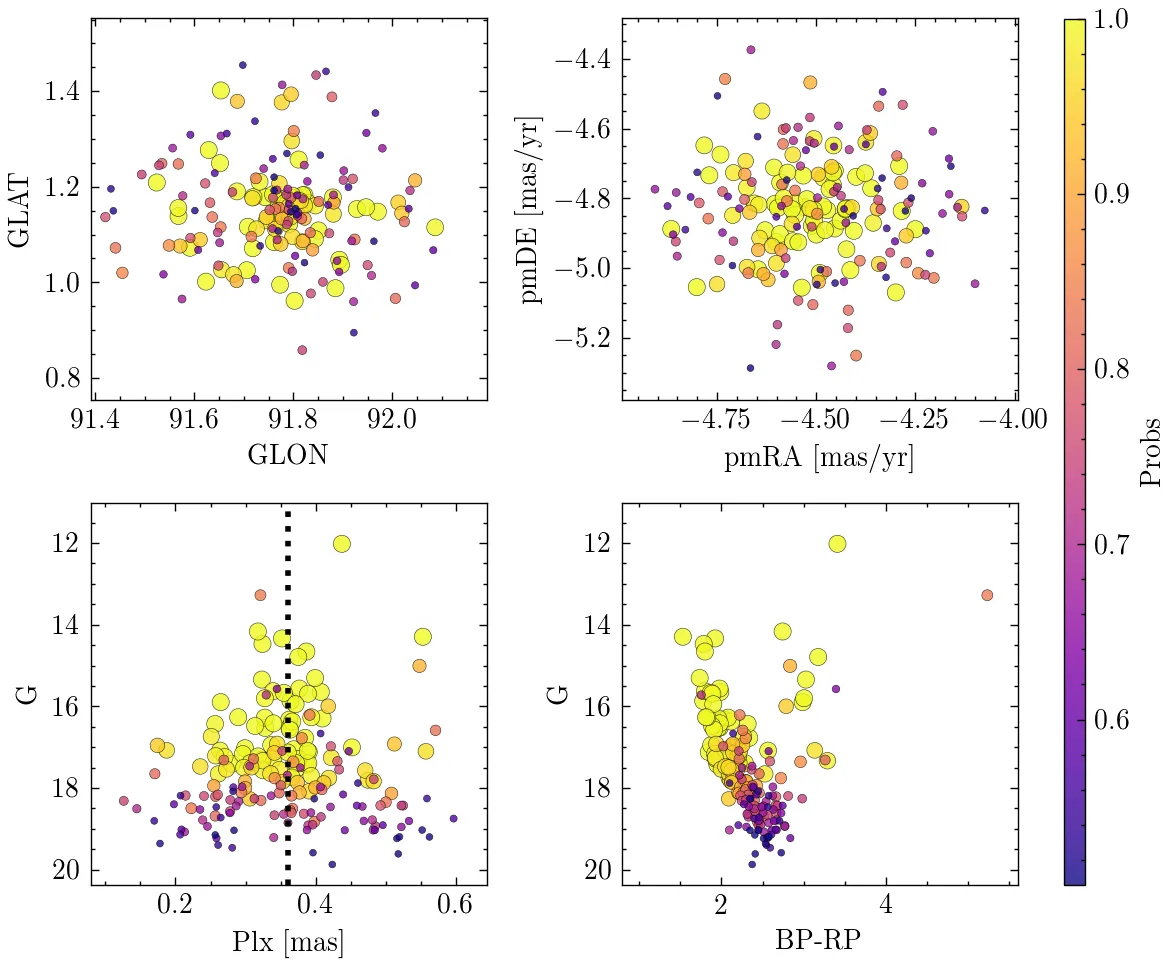 GLAT
1.4
1.2
1.0
0.8
91.4 91.6 91.8 92.0
GLON
pmDE [mas/yr]
−4.4
−4.6
−4.8
−5.0
−5.2
−4.75 −4.50 −4.25 −4.00
pmRA [mas/yr]
G
12
14
16
18
20
0.2 0.4 0.6
Plx [mas]
G
12
14
16
18
20
2 4
BP-RP
1.0
0.9
0.8
0.7
0.6
Probs